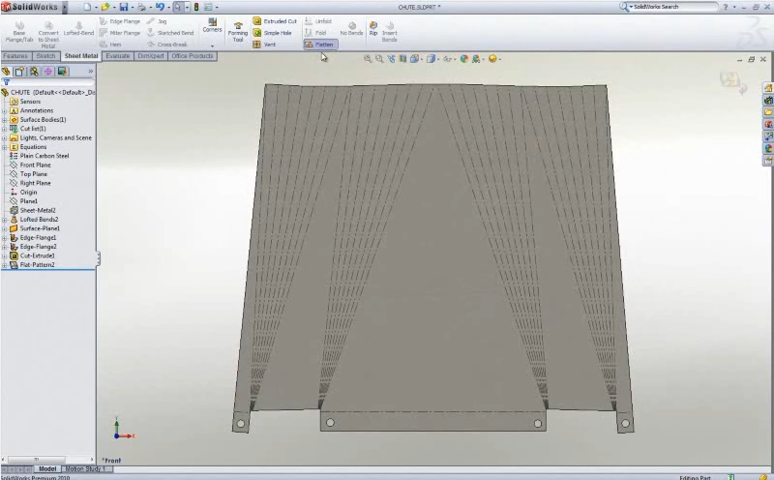 SolidWorks
CHUTE.SLDPRT *
SolidWorks Search
Base Flange/Tab
Convert to Sheet Metal
Lofted-Bend
Edge Flange
Miter Flange
Hem
Jog
Sketched Bend
Cross-Break
Corners
Forming Tool
Extruded Cut
Simple Hole
Vent
Unfold
Fold
Flatten
No Bends
Rip
Insert Bends
Features
Sketch
Sheet Metal
Evaluate
DimXpert
Office Products
CHUTE (Default<<Default>_Dis
Sensors
Annotations
Surface Bodies(1)
Cut list(1)
Lights, Cameras and Scene
Equations
Plain Carbon Steel
Front Plane
Top Plane
Right Plane
Origin
Plane1
Sheet-Metal2
Lofted Bends2
Surface-Plane1
Edge-Flange1
Edge-Flange2
Cut-Extrude1
Flat-Pattern2
*Front
Model
Motion Study 1
SolidWorks Premium 2010
Editing Part